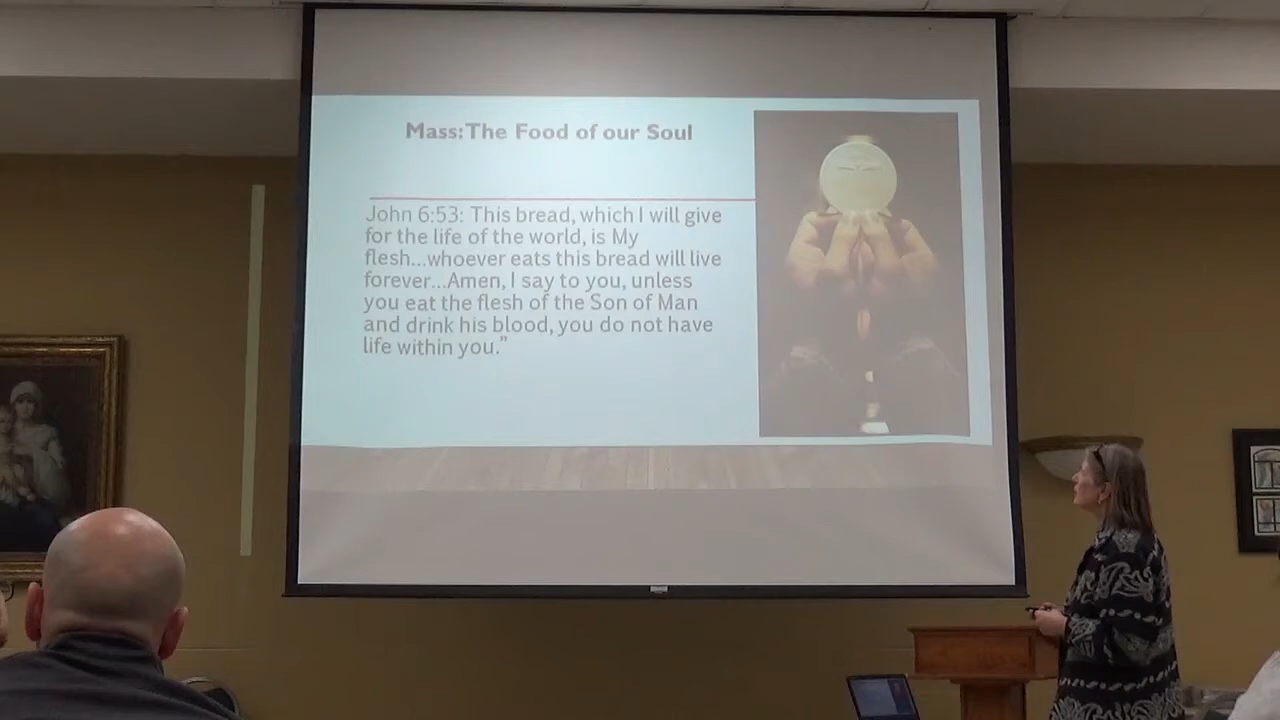 Mass: The Food of our Soul
John 6:53: This bread, which I will give
for the life of the world, is My
flesh...whoever eats this bread will live
forever...Amen, I say to you, unless
you eat the flesh of the Son of Man
and drink his blood, you do not have
life within you."